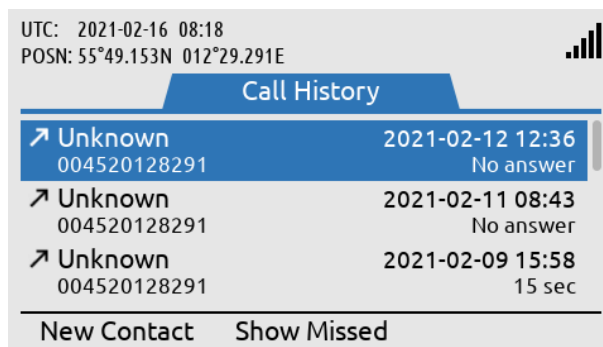 UTC: 2021-02-16 08:18
POSN: 55°49.153N 012°29.291E
Call History
Unknown 2021-02-12 12:36
004520128291 No answer
Unknown 2021-02-11 08:43
004520128291 No answer
Unknown 2021-02-09 15:58
004520128291 15 sec
New Contact Show Missed